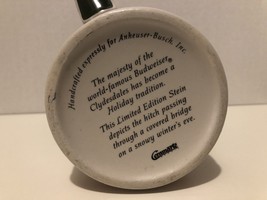 Handcrafted expressly for Anheuser-Busch, Inc.
The majesty of the
world-famous Budweiser®
Clydesdales has become a
Holiday tradition.
This Limited Edition Stein
depicts the hitch passing
through a covered bridge
on a snowy winter's eve.